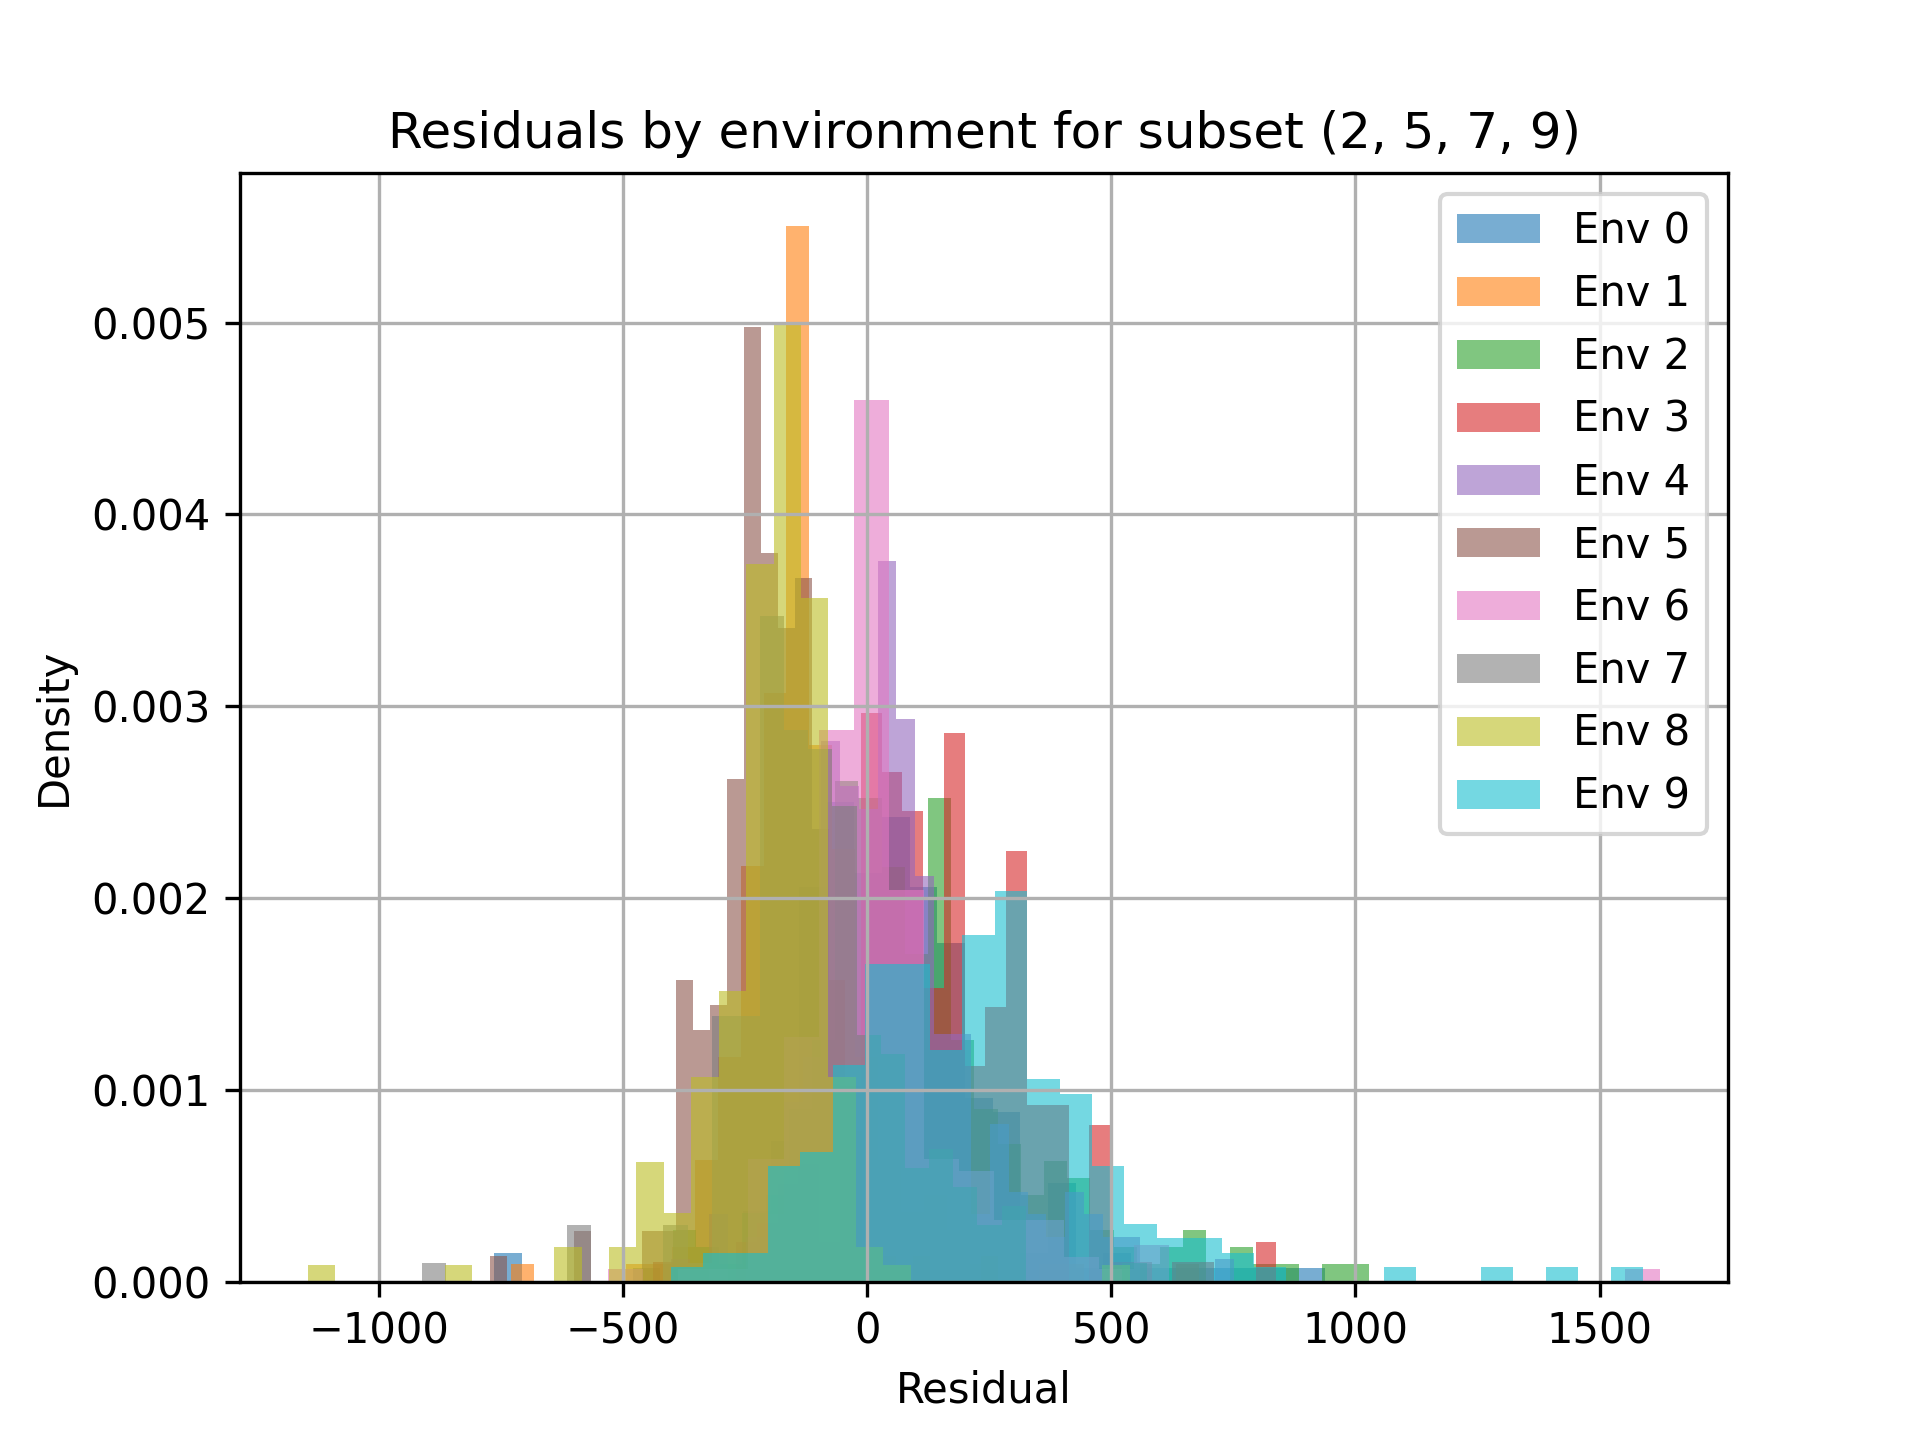 Residuals by environment for subset (2, 5, 7, 9)
Env 0
Env 1
Env 2
Env 3
Env 4
Env 5
Env 6
Env 7
Env 8
Env 9
Density
0.005
0.004
0.003
0.002
0.001
0.000
−1000 −500 0 500 1000 1500
Residual